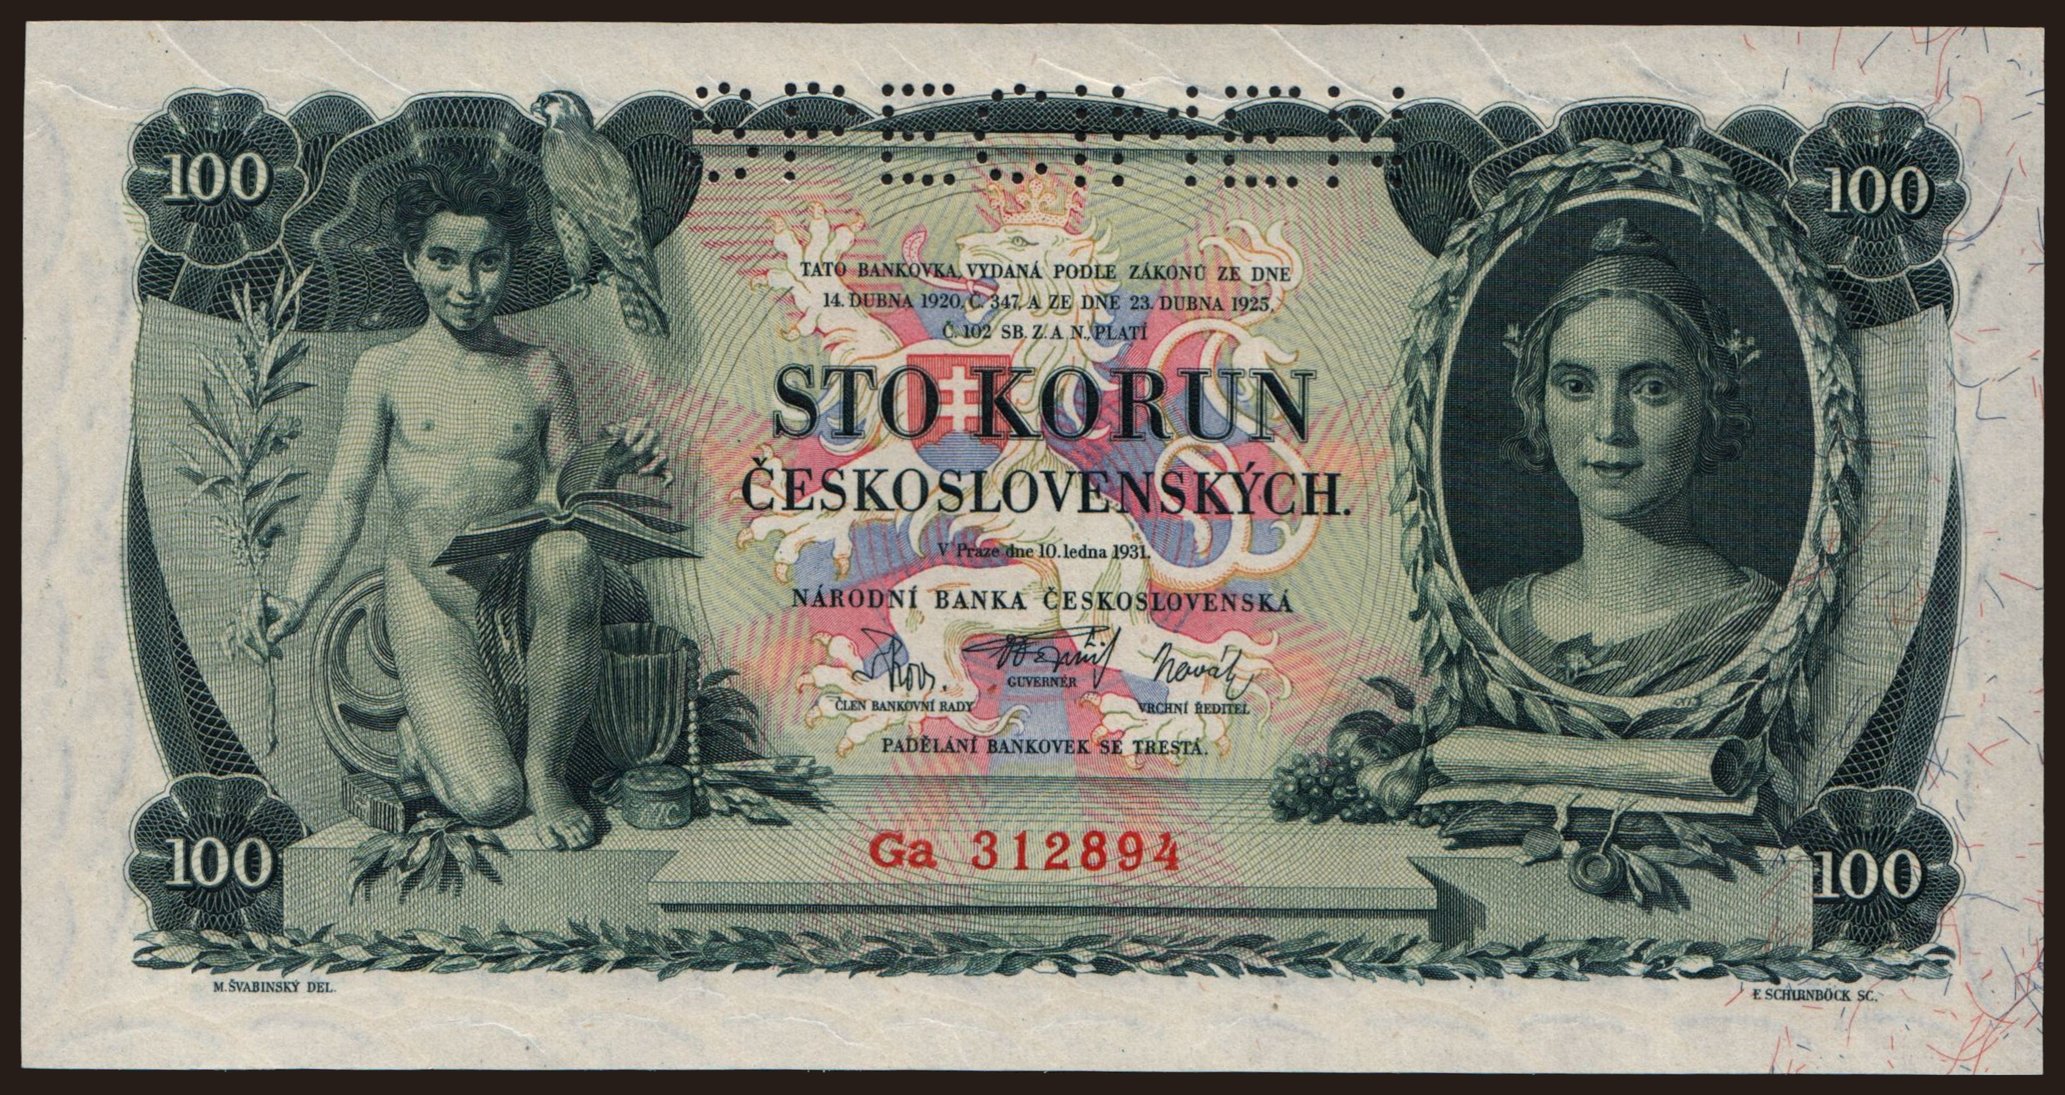 SPECIMEN
100
100
TATO BANKOVKA, VYDANÁ PODLE ZÁKONŮ ZE DNE
14. DUBNA 1920, Č. 347, A ZE DNE 23. DUBNA 1925,
Č. 102 SB. Z. A N., PLATÍ
STO KORUN
ČESKOSLOVENSKÝCH.
V Praze dne 10. ledna 1931.
NÁRODNÍ BANKA ČESKOSLOVENSKÁ
GUVERNÉR
ČLEN BANKOVNÍ RADY
VRCHNÍ ŘEDITEL
PADĚLÁNÍ BANKOVEK SE TRESTÁ.
Ga 312894
100
100
M. ŠVABINSKÝ DEL.
E SCHIRNBÖCK SC.